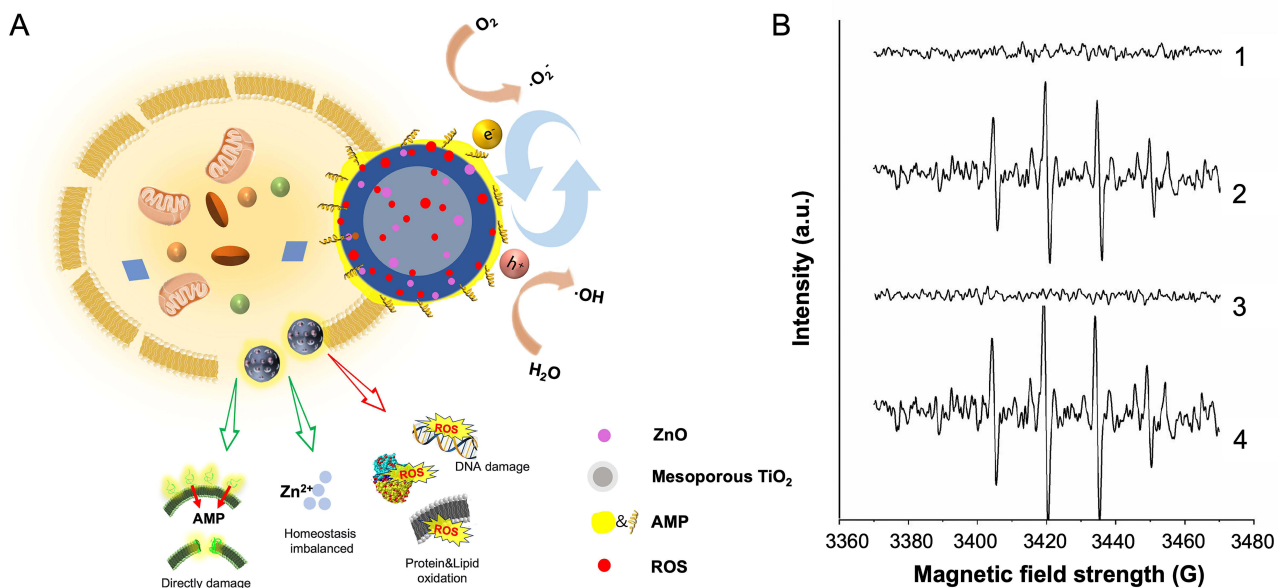 A
O₂
·O₂⁻
e⁻
h⁺
·OH
H₂O
AMP
Directly damage
Zn²⁺
Homeostasis
imbalanced
ROS
DNA damage
ROS
ROS
Protein&Lipid
oxidation
ZnO
Mesoporous TiO₂
& AMP
ROS
B
Intensity (a.u.)
1
2
3
4
3360 3380 3400 3420 3440 3460 3480
Magnetic field strength (G)